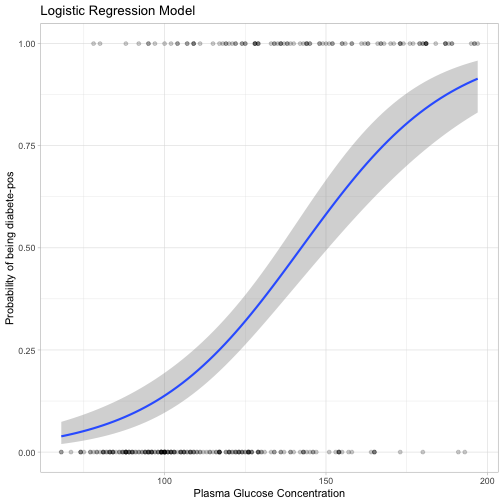 Logistic Regression Model
Probability of being diabete-pos
1.00
0.75
0.50
0.25
0.00
100
150
200
Plasma Glucose Concentration